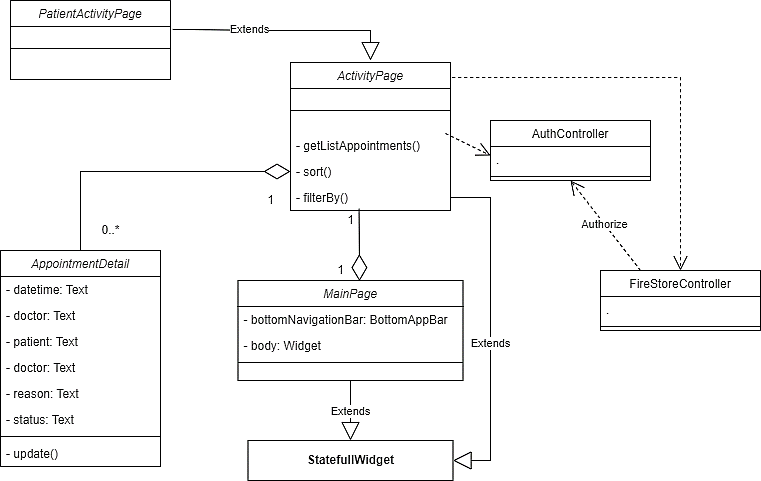 PatientActivityPage
Extends
ActivityPage
- getListAppointments()
- sort()
- filterBy()
AuthController
.
Authorize
FireStoreController
.
1
0..*
1
1
AppointmentDetail
- datetime: Text
- doctor: Text
- patient: Text
- doctor: Text
- reason: Text
- status: Text
- update()
MainPage
- bottomNavigationBar: BottomAppBar
- body: Widget
Extends
Extends
StatefullWidget